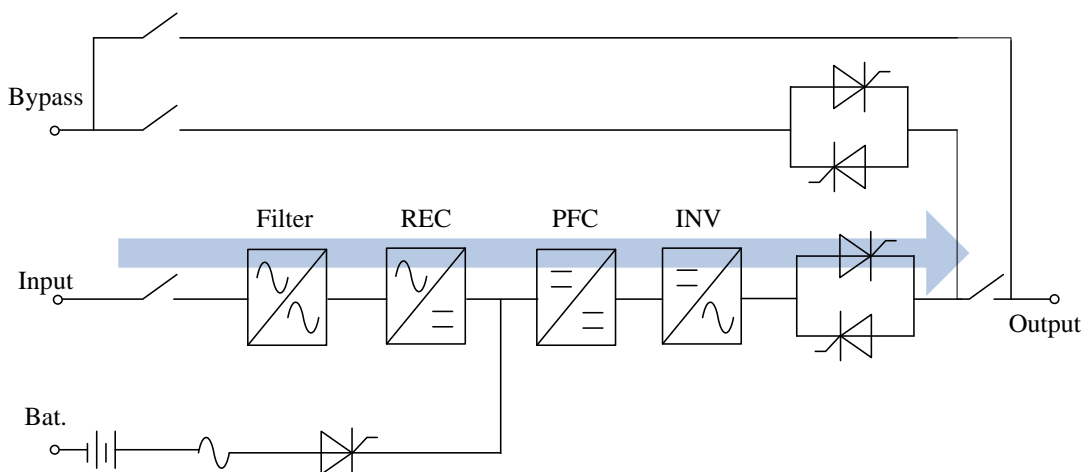 Bypass
Filter
REC
PFC
INV
Input
Output
Bat.